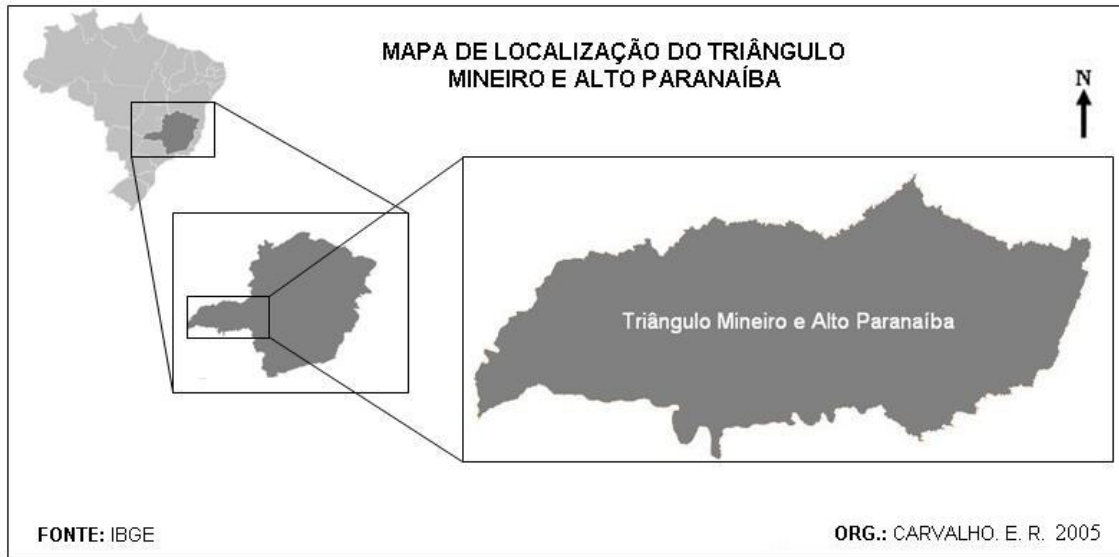 MAPA DE LOCALIZAÇÃO DO TRIÂNGULO
MINEIRO E ALTO PARANAÍBA
N
Triângulo Mineiro e Alto Paranaíba
FONTE: IBGE
ORG.: CARVALHO. E. R. 2005